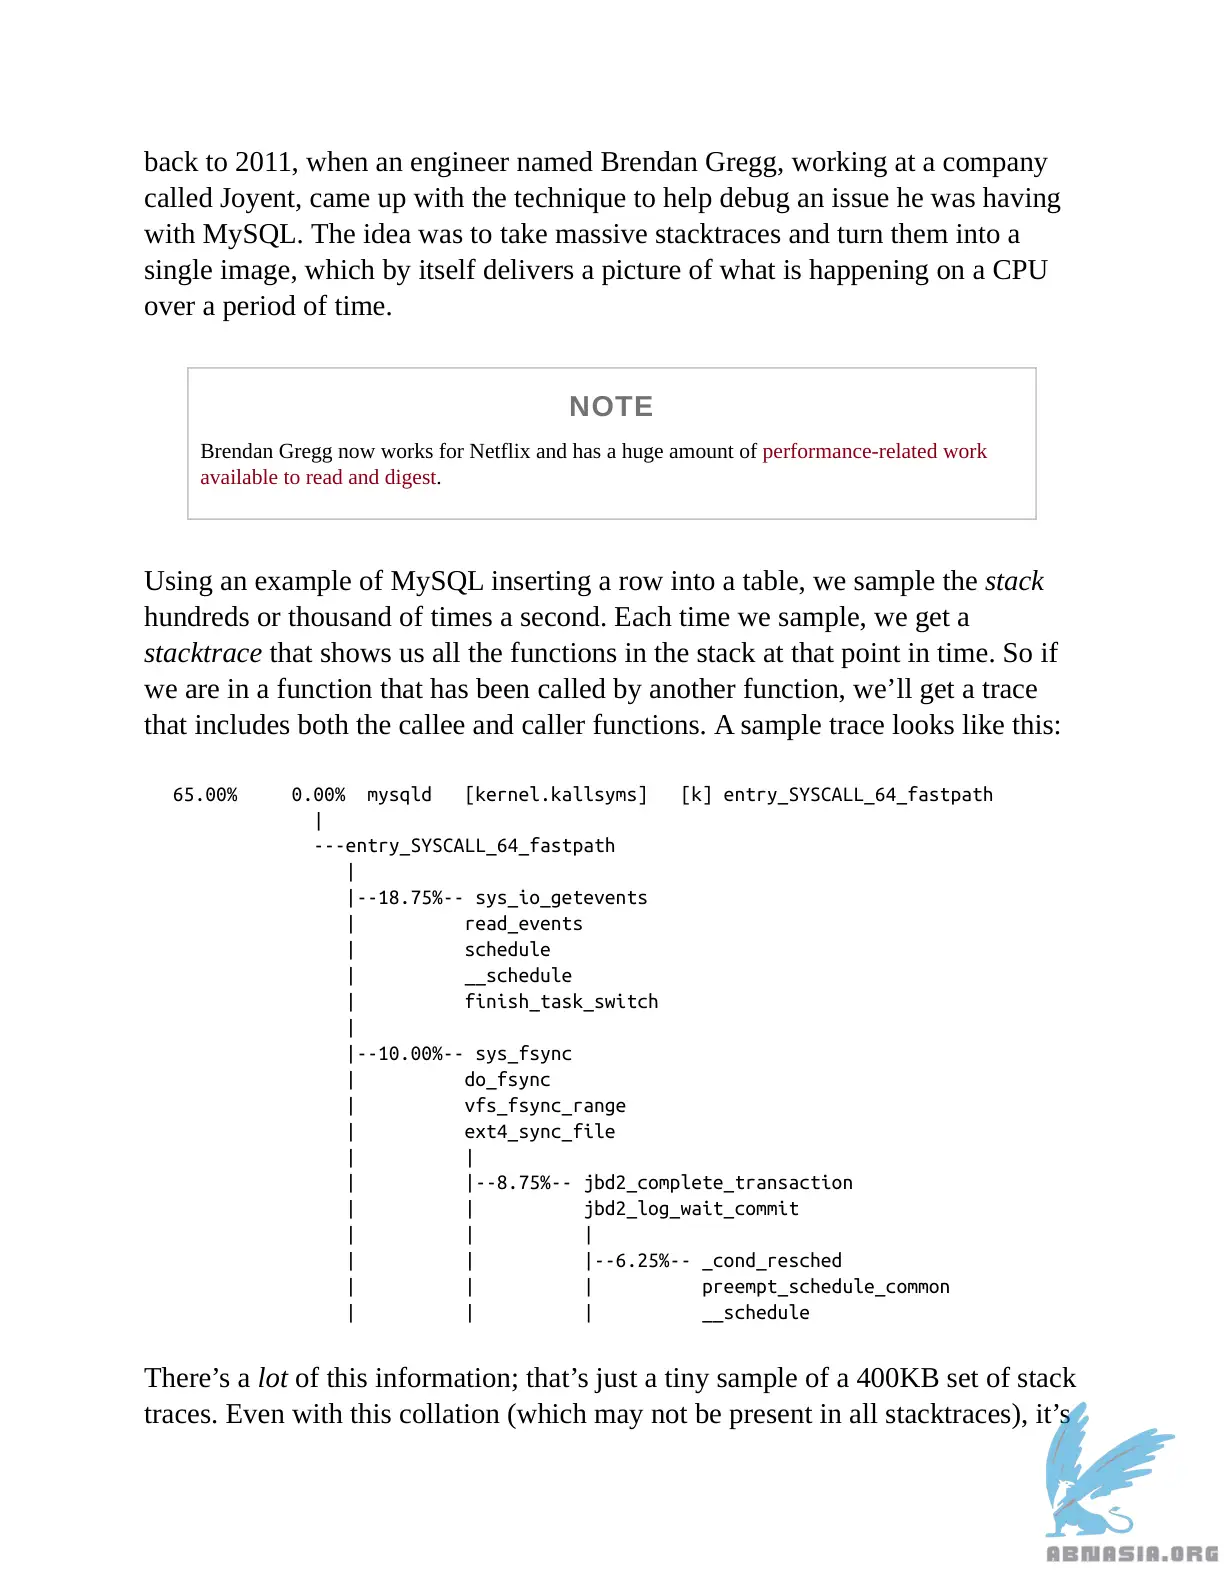 back to 2011, when an engineer named Brendan Gregg, working at a company
called Joyent, came up with the technique to help debug an issue he was having
with MySQL. The idea was to take massive stacktraces and turn them into a
single image, which by itself delivers a picture of what is happening on a CPU
over a period of time.
NOTE
Brendan Gregg now works for Netflix and has a huge amount of performance-related work
available to read and digest.
Using an example of MySQL inserting a row into a table, we sample the stack
hundreds or thousand of times a second. Each time we sample, we get a
stacktrace that shows us all the functions in the stack at that point in time. So if
we are in a function that has been called by another function, we’ll get a trace
that includes both the callee and caller functions. A sample trace looks like this:
65.00%     0.00%  mysqld   [kernel.kallsyms]   [k] entry_SYSCALL_64_fastpath
             |
             ---entry_SYSCALL_64_fastpath
                |
                |--18.75%-- sys_io_getevents
                |          read_events
                |          schedule
                |          __schedule
                |          finish_task_switch
                |
                |--10.00%-- sys_fsync
                |          do_fsync
                |          vfs_fsync_range
                |          ext4_sync_file
                |          |
                |          |--8.75%-- jbd2_complete_transaction
                |          |          jbd2_log_wait_commit
                |          |          |
                |          |          |--6.25%-- _cond_resched
                |          |          |          preempt_schedule_common
                |          |          |          __schedule
There’s a lot of this information; that’s just a tiny sample of a 400KB set of stack
traces. Even with this collation (which may not be present in all stacktraces), it’s
ABNASIA.ORG